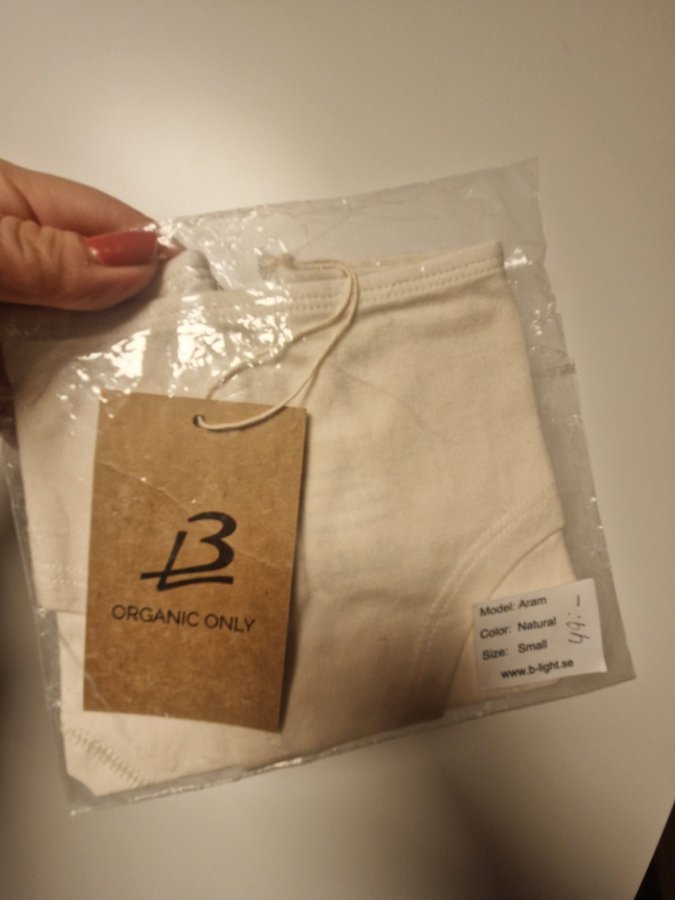 B
ORGANIC ONLY
Model: Aram
Color: Natural
Size: Small
www.b-light.se
49:-